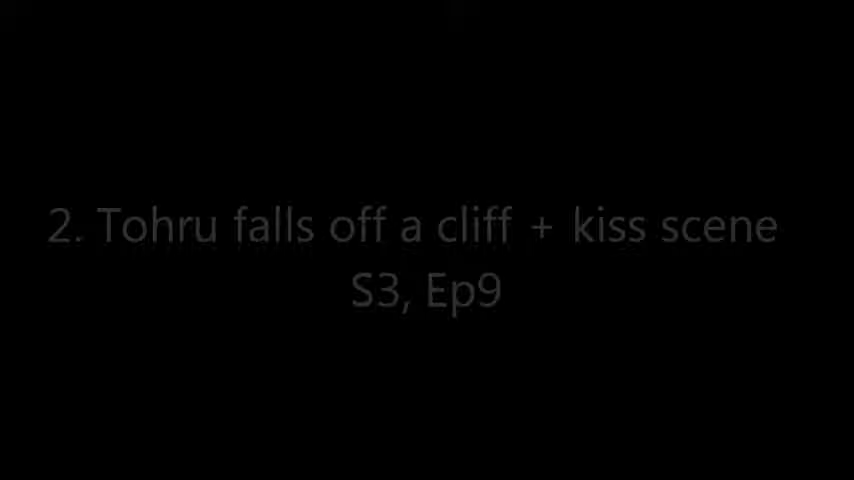 2. Tohru falls off a cliff + kiss scene
S3, Ep9